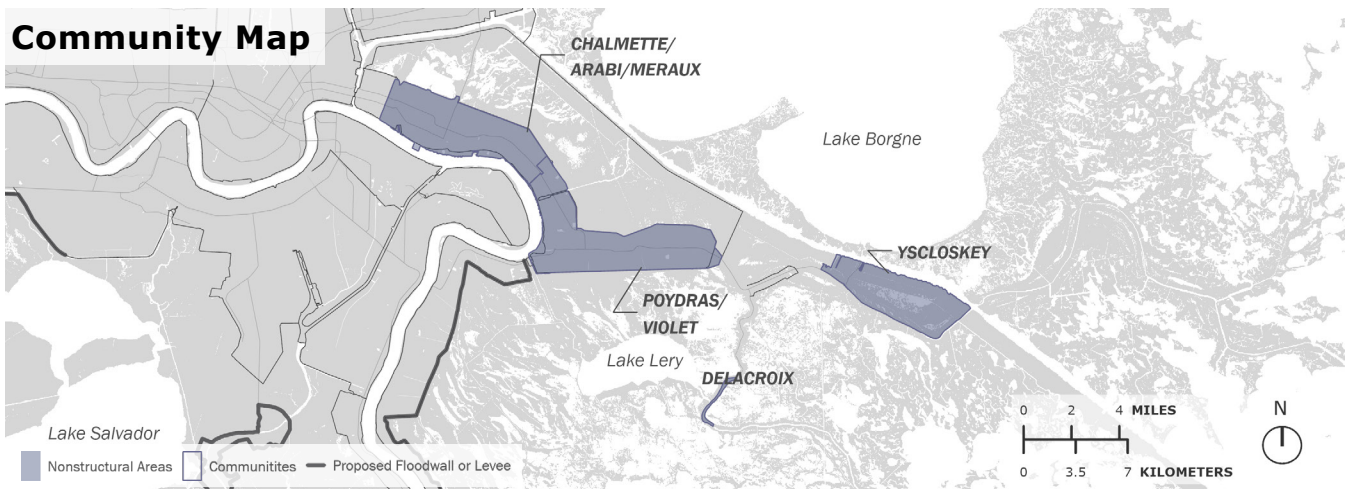 Community Map
CHALMETTE/
ARABI/MERAUX
Lake Borgne
YSCLOSKEY
POYDRAS/
VIOLET
Lake Lery
DELACROIX
Lake Salvador
Nonstructural Areas
Communitites
Proposed Floodwall or Levee
0 2 4 MILES
0 3.5 7 KILOMETERS
N